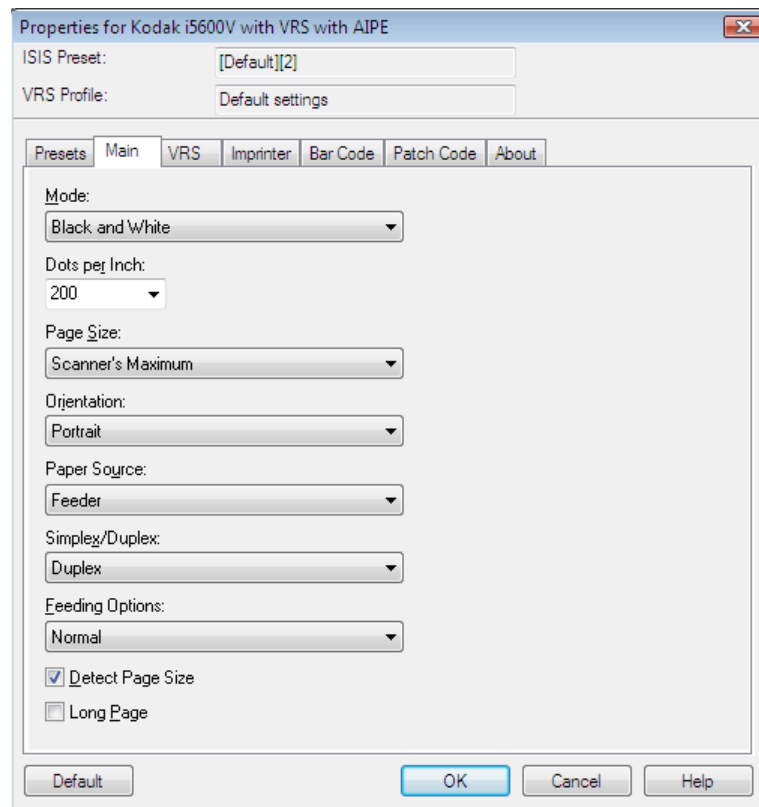 Properties for Kodak i5600V with VRS with AIPE
ISIS Preset: [Default][2]
VRS Profile: Default settings
Presets Main VRS Imprinter Bar Code Patch Code About
Mode:
Black and White
Dots per Inch:
200
Page Size:
Scanner's Maximum
Orientation:
Portrait
Paper Source:
Feeder
Simplex/Duplex:
Duplex
Feeding Options:
Normal
Detect Page Size
Long Page
Default OK Cancel Help